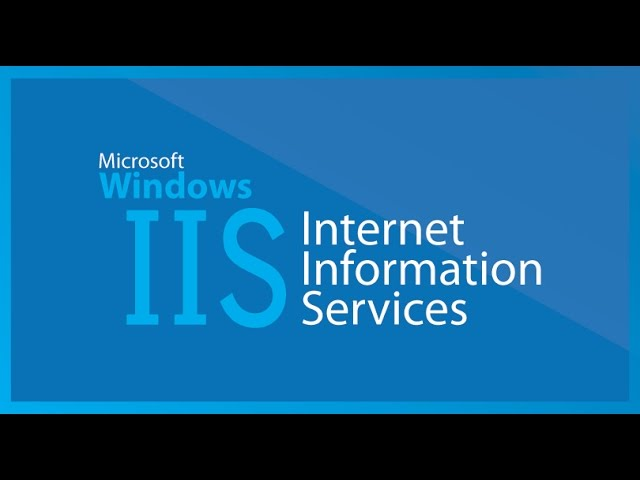 Microsoft
Windows
IIS
Internet
Information
Services